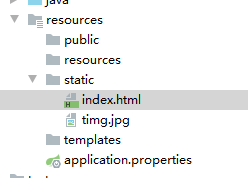 java
resources
public
resources
static
index.html
timg.jpg
templates
application.properties